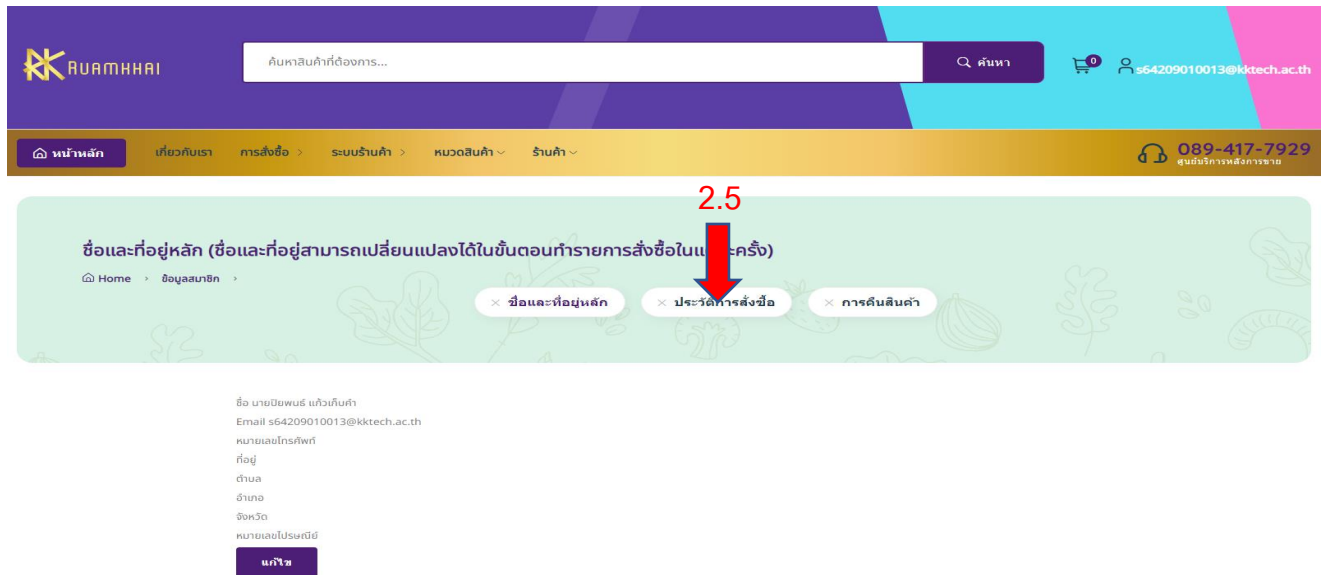 RUAMHHAI
ค้นหาสินค้าที่ต้องการ...
ค้นหา
0
s64209010013@kktech.ac.th
หน้าหลัก
เกี่ยวกับเรา
การสั่งซื้อ
ระบบร้านค้า
หมวดสินค้า
ร้านค้า
089-417-7929
ศูนย์บริการหลังการขาย
2.5
ชื่อและที่อยู่หลัก (ชื่อและที่อยู่สามารถเปลี่ยนแปลงได้ในขั้นตอนทำรายการสั่งซื้อใน ครั้ง)
Home › ข้อมูลสมาชิก ›
× ชื่อและที่อยู่หลัก
× ประวัติการสั่งซื้อ
× การคืนสินค้า
ชื่อ นายปิยพนธ์ แก้วเก็บคำ
Email s64209010013@kktech.ac.th
หมายเลขโทรศัพท์
ที่อยู่
ตำบล
อำเภอ
จังหวัด
หมายเลขไปรษณีย์
แก้ไข